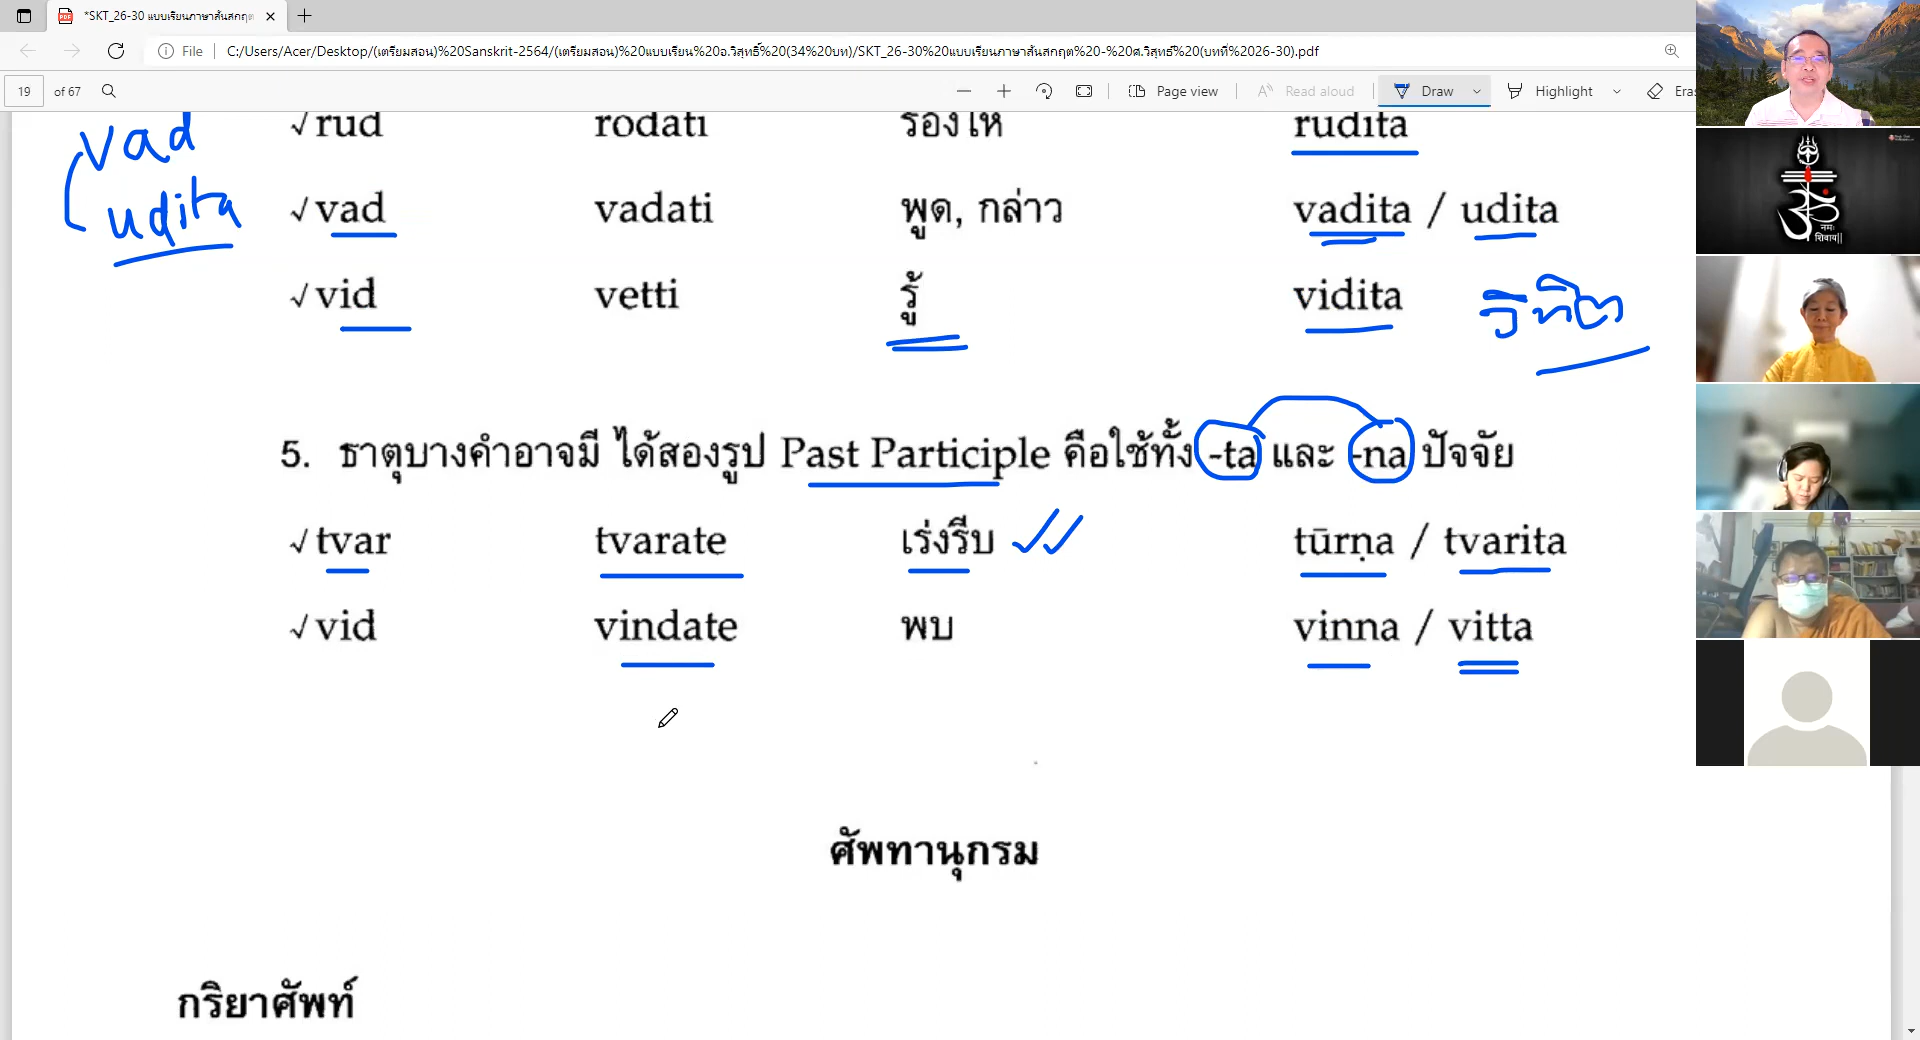 *SKT_26-30 แบบเรียนภาษาสันสกฤต
File C:/Users/Acer/Desktop/(เตรียมสอน)%20Sanskrit-2564/(เตรียมสอน)%20แบบเรียน%20อ.วิสุทธิ์%20(34%20บท)/SKT_26-30%20แบบเรียนภาษาสันสกฤต%20-%20ศ.วิสุทธ์%20(บทที่%2026-30).pdf
19 of 67 Page view Read aloud Draw Highlight Eras
vad
udita
√rud rodati ร้องไห้ rudita
√vad vadati พูด, กล่าว vadita / udita
√vid vetti รู้ vidita วิทิต
5. ธาตุบางคำอาจมี ได้สองรูป Past Participle คือใช้ทั้ง -ta และ -na ปัจจัย
√tvar tvarate เร่งรีบ tūrṇa / tvarita
√vid vindate พบ vinna / vitta
ศัพทานุกรม
กริยาศัพท์
नमः
शिवाय||